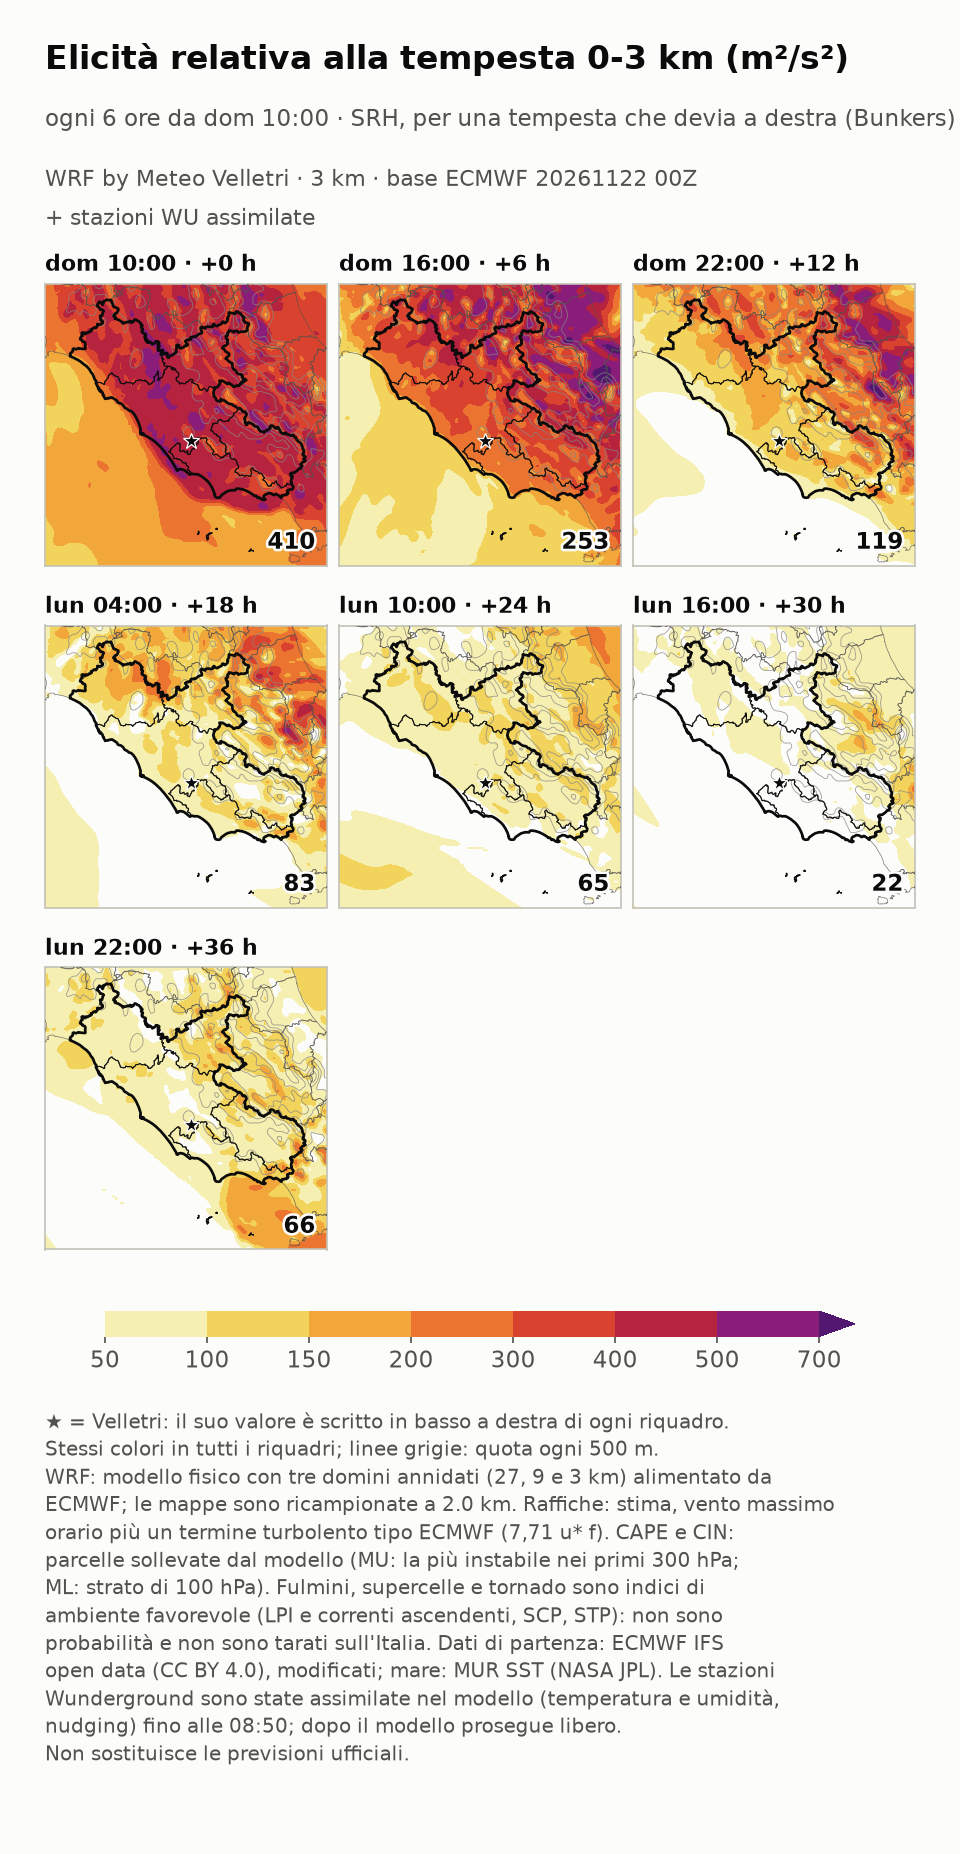 Elicità relativa alla tempesta 0-3 km (m²/s²)
ogni 6 ore da dom 10:00 · SRH, per una tempesta che devia a destra (Bunkers)
WRF by Meteo Velletri · 3 km · base ECMWF 20261122 00Z
+ stazioni WU assimilate
dom 10:00 · +0 h
dom 16:00 · +6 h
dom 22:00 · +12 h
410
253
119
lun 04:00 · +18 h
lun 10:00 · +24 h
lun 16:00 · +30 h
83
65
22
lun 22:00 · +36 h
66
50 100 150 200 300 400 500 700
★ = Velletri: il suo valore è scritto in basso a destra di ogni riquadro.
Stessi colori in tutti i riquadri; linee grigie: quota ogni 500 m.
WRF: modello fisico con tre domini annidati (27, 9 e 3 km) alimentato da
ECMWF; le mappe sono ricampionate a 2.0 km. Raffiche: stima, vento massimo
orario più un termine turbolento tipo ECMWF (7,71 u* f). CAPE e CIN:
parcelle sollevate dal modello (MU: la più instabile nei primi 300 hPa;
ML: strato di 100 hPa). Fulmini, supercelle e tornado sono indici di
ambiente favorevole (LPI e correnti ascendenti, SCP, STP): non sono
probabilità e non sono tarati sull'Italia. Dati di partenza: ECMWF IFS
open data (CC BY 4.0), modificati; mare: MUR SST (NASA JPL). Le stazioni
Wunderground sono state assimilate nel modello (temperatura e umidità,
nudging) fino alle 08:50; dopo il modello prosegue libero.
Non sostituisce le previsioni ufficiali.